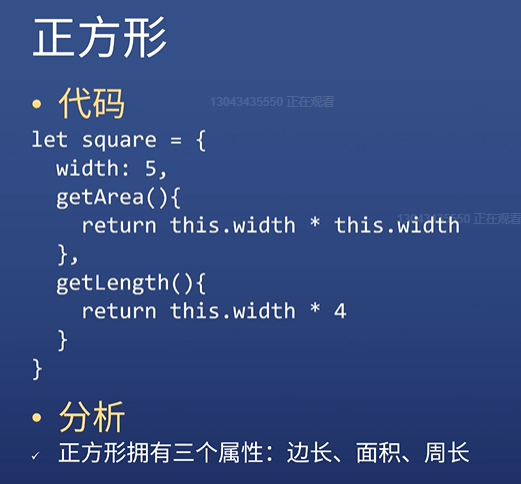 正方形
• 代码
13043435550 正在观看
let square = {
  width: 5,
  getArea(){
    return this.width * this.width
13043435550 正在观看
  },
  getLength(){
    return this.width * 4
  }
}
• 分析
✓ 正方形拥有三个属性：边长、面积、周长